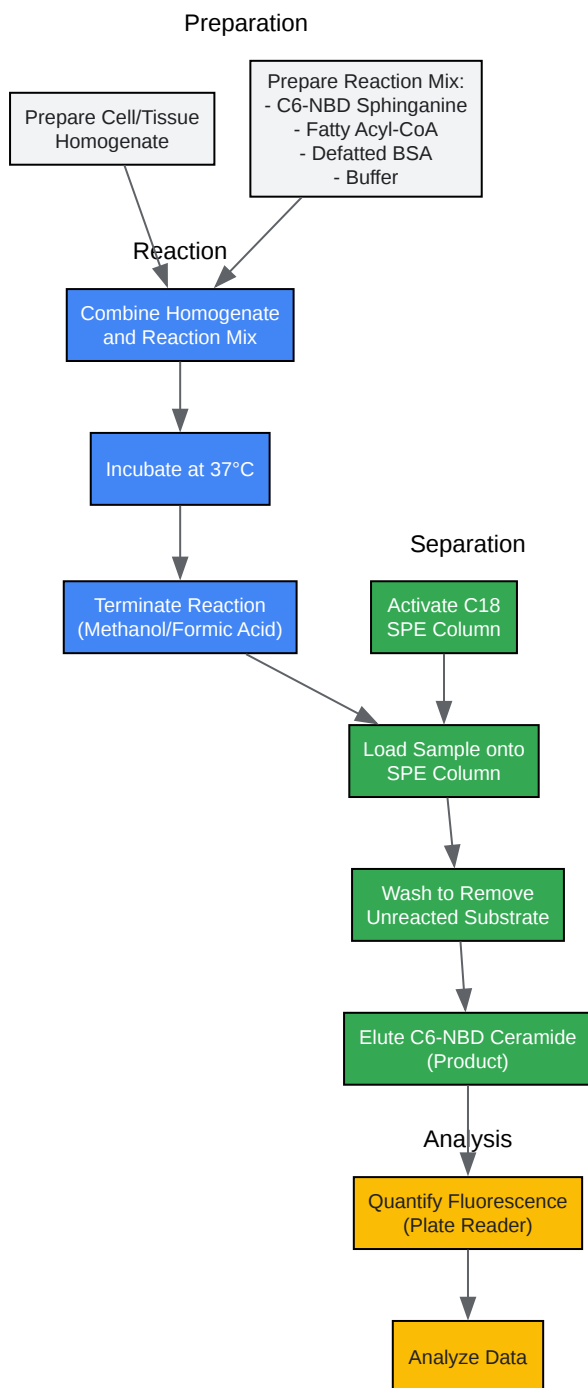 Preparation
Prepare Cell/Tissue
Homogenate
Prepare Reaction Mix:
- C6-NBD Sphinganine
- Fatty Acyl-CoA
- Defatted BSA
- Buffer
Reaction
Combine Homogenate
and Reaction Mix
Incubate at 37°C
Terminate Reaction
(Methanol/Formic Acid)
Separation
Activate C18
SPE Column
Load Sample onto
SPE Column
Wash to Remove
Unreacted Substrate
Elute C6-NBD Ceramide
(Product)
Analysis
Quantify Fluorescence
(Plate Reader)
Analyze Data